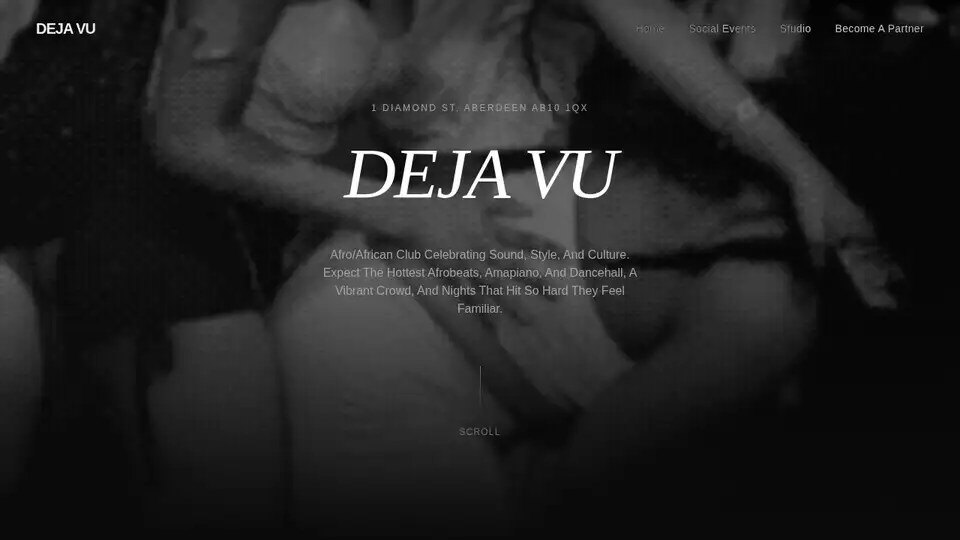 DEJA VU
Home Social Events Studio Become A Partner
1 DIAMOND ST. ABERDEEN AB10 1QX
DEJA VU
Afro/African Club Celebrating Sound, Style, And Culture.
Expect The Hottest Afrobeats, Amapiano, And Dancehall, A
Vibrant Crowd, And Nights That Hit So Hard They Feel
Familiar.
SCROLL